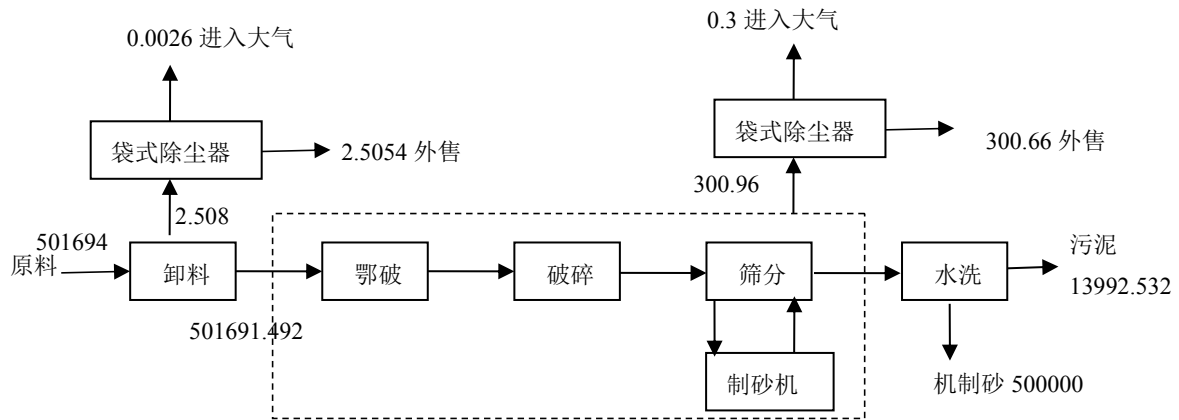 0.0026 进入大气
0.3 进入大气
袋式除尘器
2.5054 外售
袋式除尘器
300.66 外售
2.508
300.96
501694
原料
卸料
鄂破
破碎
筛分
水洗
污泥
13992.532
501691.492
制砂机
机制砂 500000